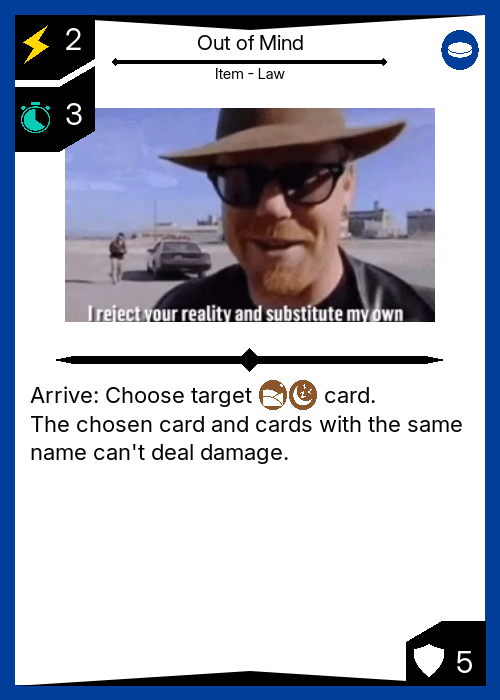 2
Out of Mind
Item - Law
3
I reject your reality and substitute my own
Arrive: Choose target card.
The chosen card and cards with the same
name can't deal damage.
5